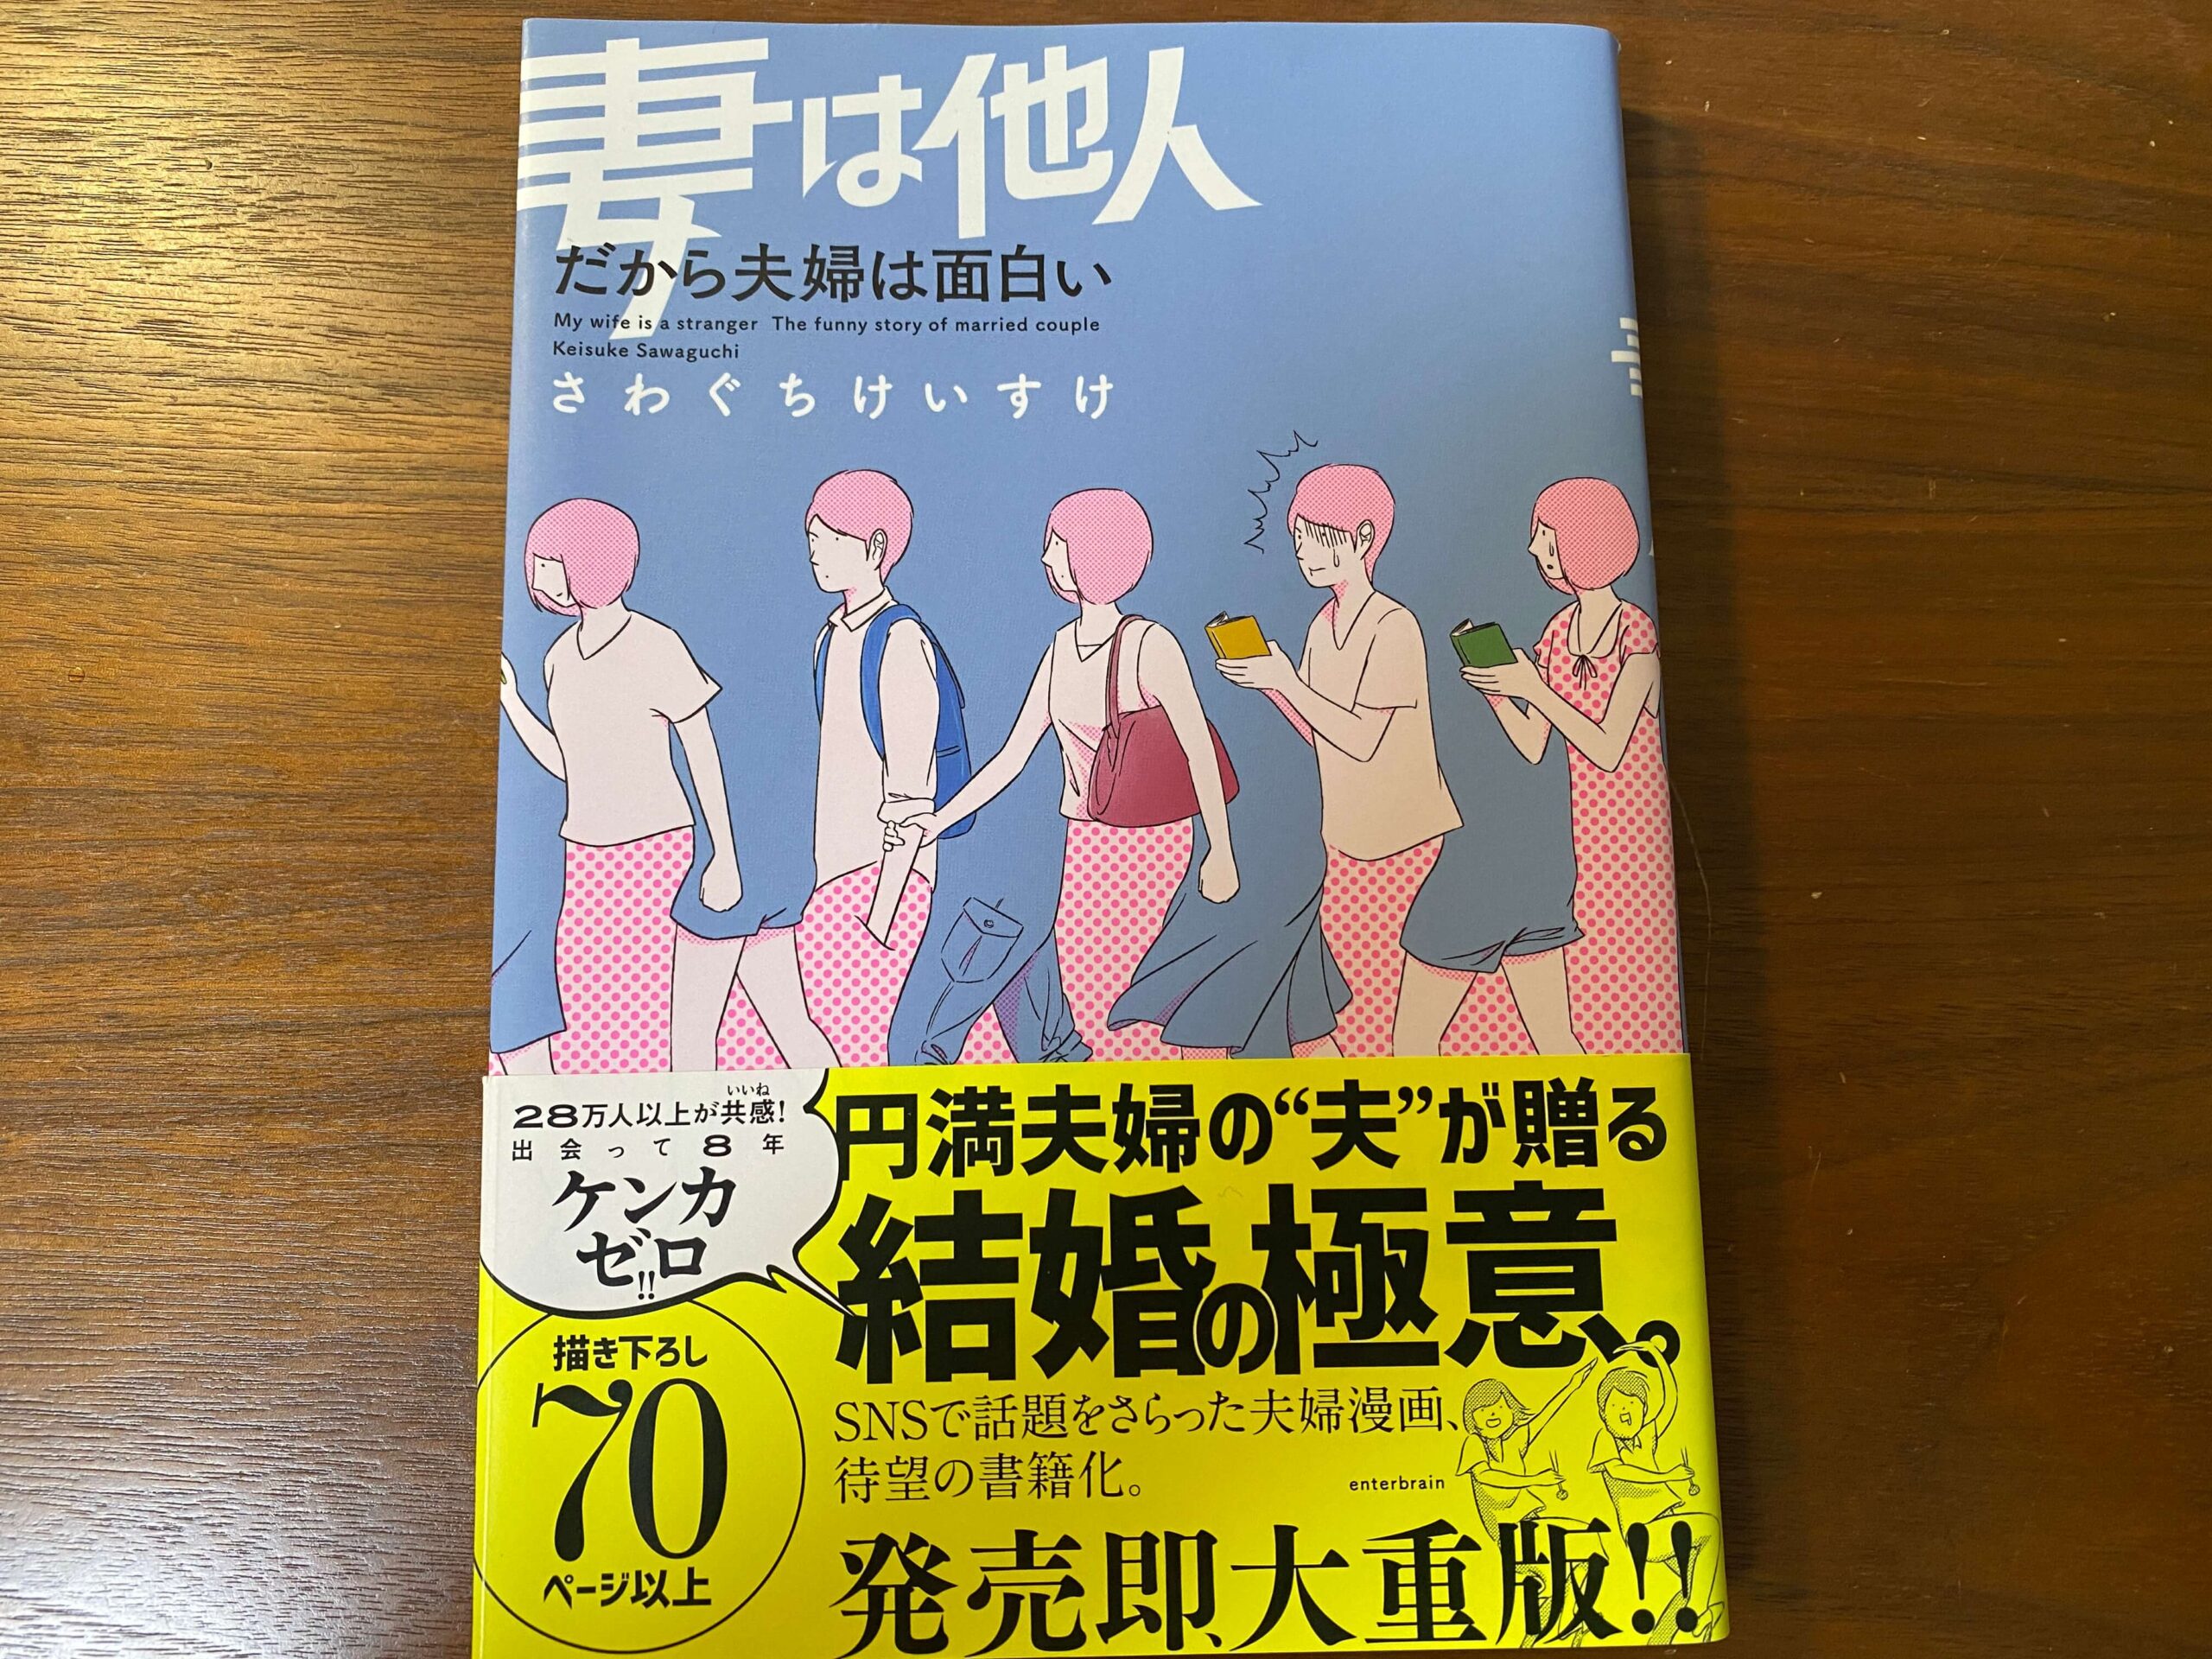 妻は他人
だから夫婦は面白い
My wife is a stranger The funny story of married couple
Keisuke Sawaguchi
さわぐちけいすけ
いいね
28万人以上が共感!
出会って8年
ケンカ
ゼロ!!
円満夫婦の“夫”が贈る
結婚の極意。
描き下ろし
70
ページ以上
SNSで話題をさらった夫婦漫画、
待望の書籍化。
enterbrain
発売即、大重版!!